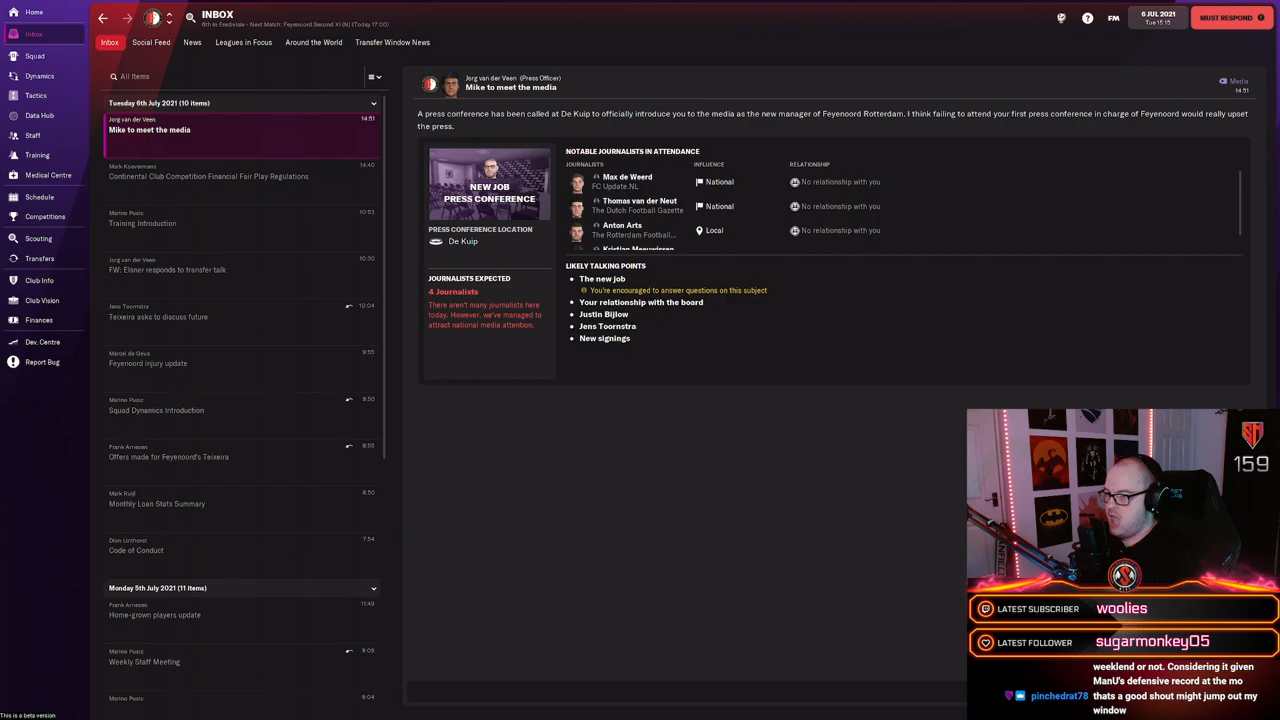 Home
Inbox
Squad
Dynamics
Tactics
Data Hub
Staff
Training
Medical Centre
Schedule
Competitions
Scouting
Transfers
Club Info
Club Vision
Finances
Dev. Centre
Report Bug
This is a beta version
INBOX
6th in Eredivisie - Next Match: Feyenoord Second XI (N) (Today 17:00)
FM
6 JUL 2021
Tue 15:15
MUST RESPOND
Inbox
Social Feed
News
Leagues in Focus
Around the World
Transfer Window News
All Items
Tuesday 6th July 2021 (10 items)
Jorg van der Veen
14:51
Mike to meet the media
Mark Koevermans
14:40
Continental Club Competition Financial Fair Play Regulations
Marino Pusic
10:53
Training Introduction
Jorg van der Veen
10:30
FW: Elsner responds to transfer talk
Jens Toornstra
10:04
Teixeira asks to discuss future
Marcel de Geus
9:55
Feyenoord injury update
Marino Pusic
9:50
Squad Dynamics Introduction
Frank Arnesen
8:55
Offers made for Feyenoord's Teixeira
Mark Ruijl
8:50
Monthly Loan Stats Summary
Dion Linthorst
7:54
Code of Conduct
Monday 5th July 2021 (11 items)
Frank Arnesen
11:49
Home-grown players update
Marino Pusic
9:09
Weekly Staff Meeting
Marino Pusic
9:04
Jorg van der Veen (Press Officer)
Mike to meet the media
Media
14:51
A press conference has been called at De Kuip to officially introduce you to the media as the new manager of Feyenoord Rotterdam. I think failing to attend your first press conference in charge of Feyenoord would really upset
the press.
NEW JOB
PRESS CONFERENCE
PRESS CONFERENCE LOCATION
De Kuip
JOURNALISTS EXPECTED
4 Journalists
There aren't many journalists here
today. However, we've managed to
attract national media attention.
NOTABLE JOURNALISTS IN ATTENDANCE
JOURNALISTS
INFLUENCE
RELATIONSHIP
Max de Weerd
FC Update.NL
National
No relationship with you
Thomas van der Neut
The Dutch Football Gazette
National
No relationship with you
Anton Arts
The Rotterdam Football...
Local
No relationship with you
Kristian Meeuwissen
LIKELY TALKING POINTS
The new job
You're encouraged to answer questions on this subject
Your relationship with the board
Justin Bijlow
Jens Toornstra
New signings
159
LATEST SUBSCRIBER
woolies
LATEST FOLLOWER
sugarmonkey05
weeklend or not. Considering it given
ManU's defensive record at the mo
pinchedrat78 thats a good shout might jump out my
window